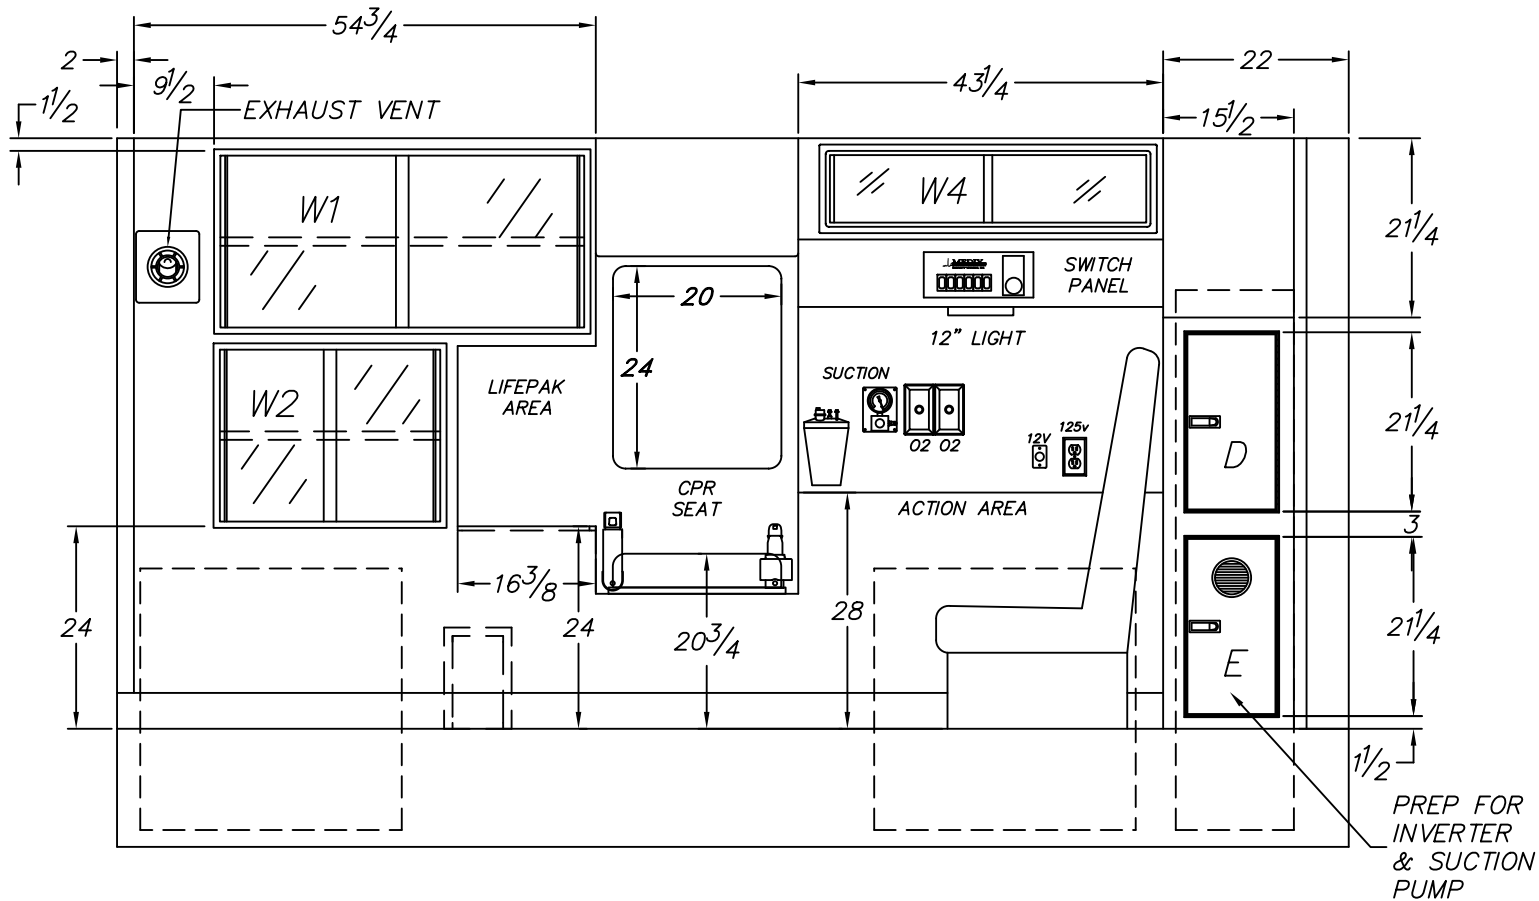 54 3/4
2
9 1/2
1 1/2
EXHAUST VENT
43 1/4
22
15 1/2
W1
W4
21 1/4
SWITCH
PANEL
20
12" LIGHT
24
SUCTION
LIFEPAK
AREA
W2
21 1/4
12V
125v
O2 O2
D
CPR
SEAT
ACTION AREA
3
16 3/8
24
24
20 3/4
28
21 1/4
E
1 1/2
PREP FOR
INVERTER
& SUCTION
PUMP